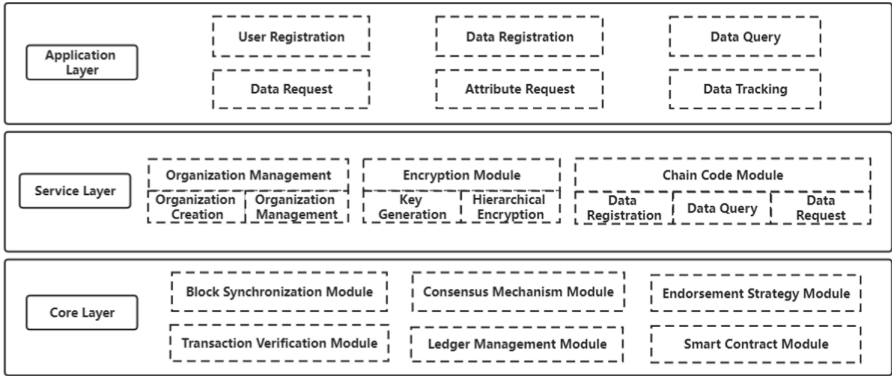 Application
Layer
User Registration
Data Registration
Data Query
Data Request
Attribute Request
Data Tracking
Service Layer
Organization Management
Organization
Creation
Organization
Management
Encryption Module
Key
Generation
Hierarchical
Encryption
Chain Code Module
Data
Registration
Data Query
Data
Request
Core Layer
Block Synchronization Module
Consensus Mechanism Module
Endorsement Strategy Module
Transaction Verification Module
Ledger Management Module
Smart Contract Module